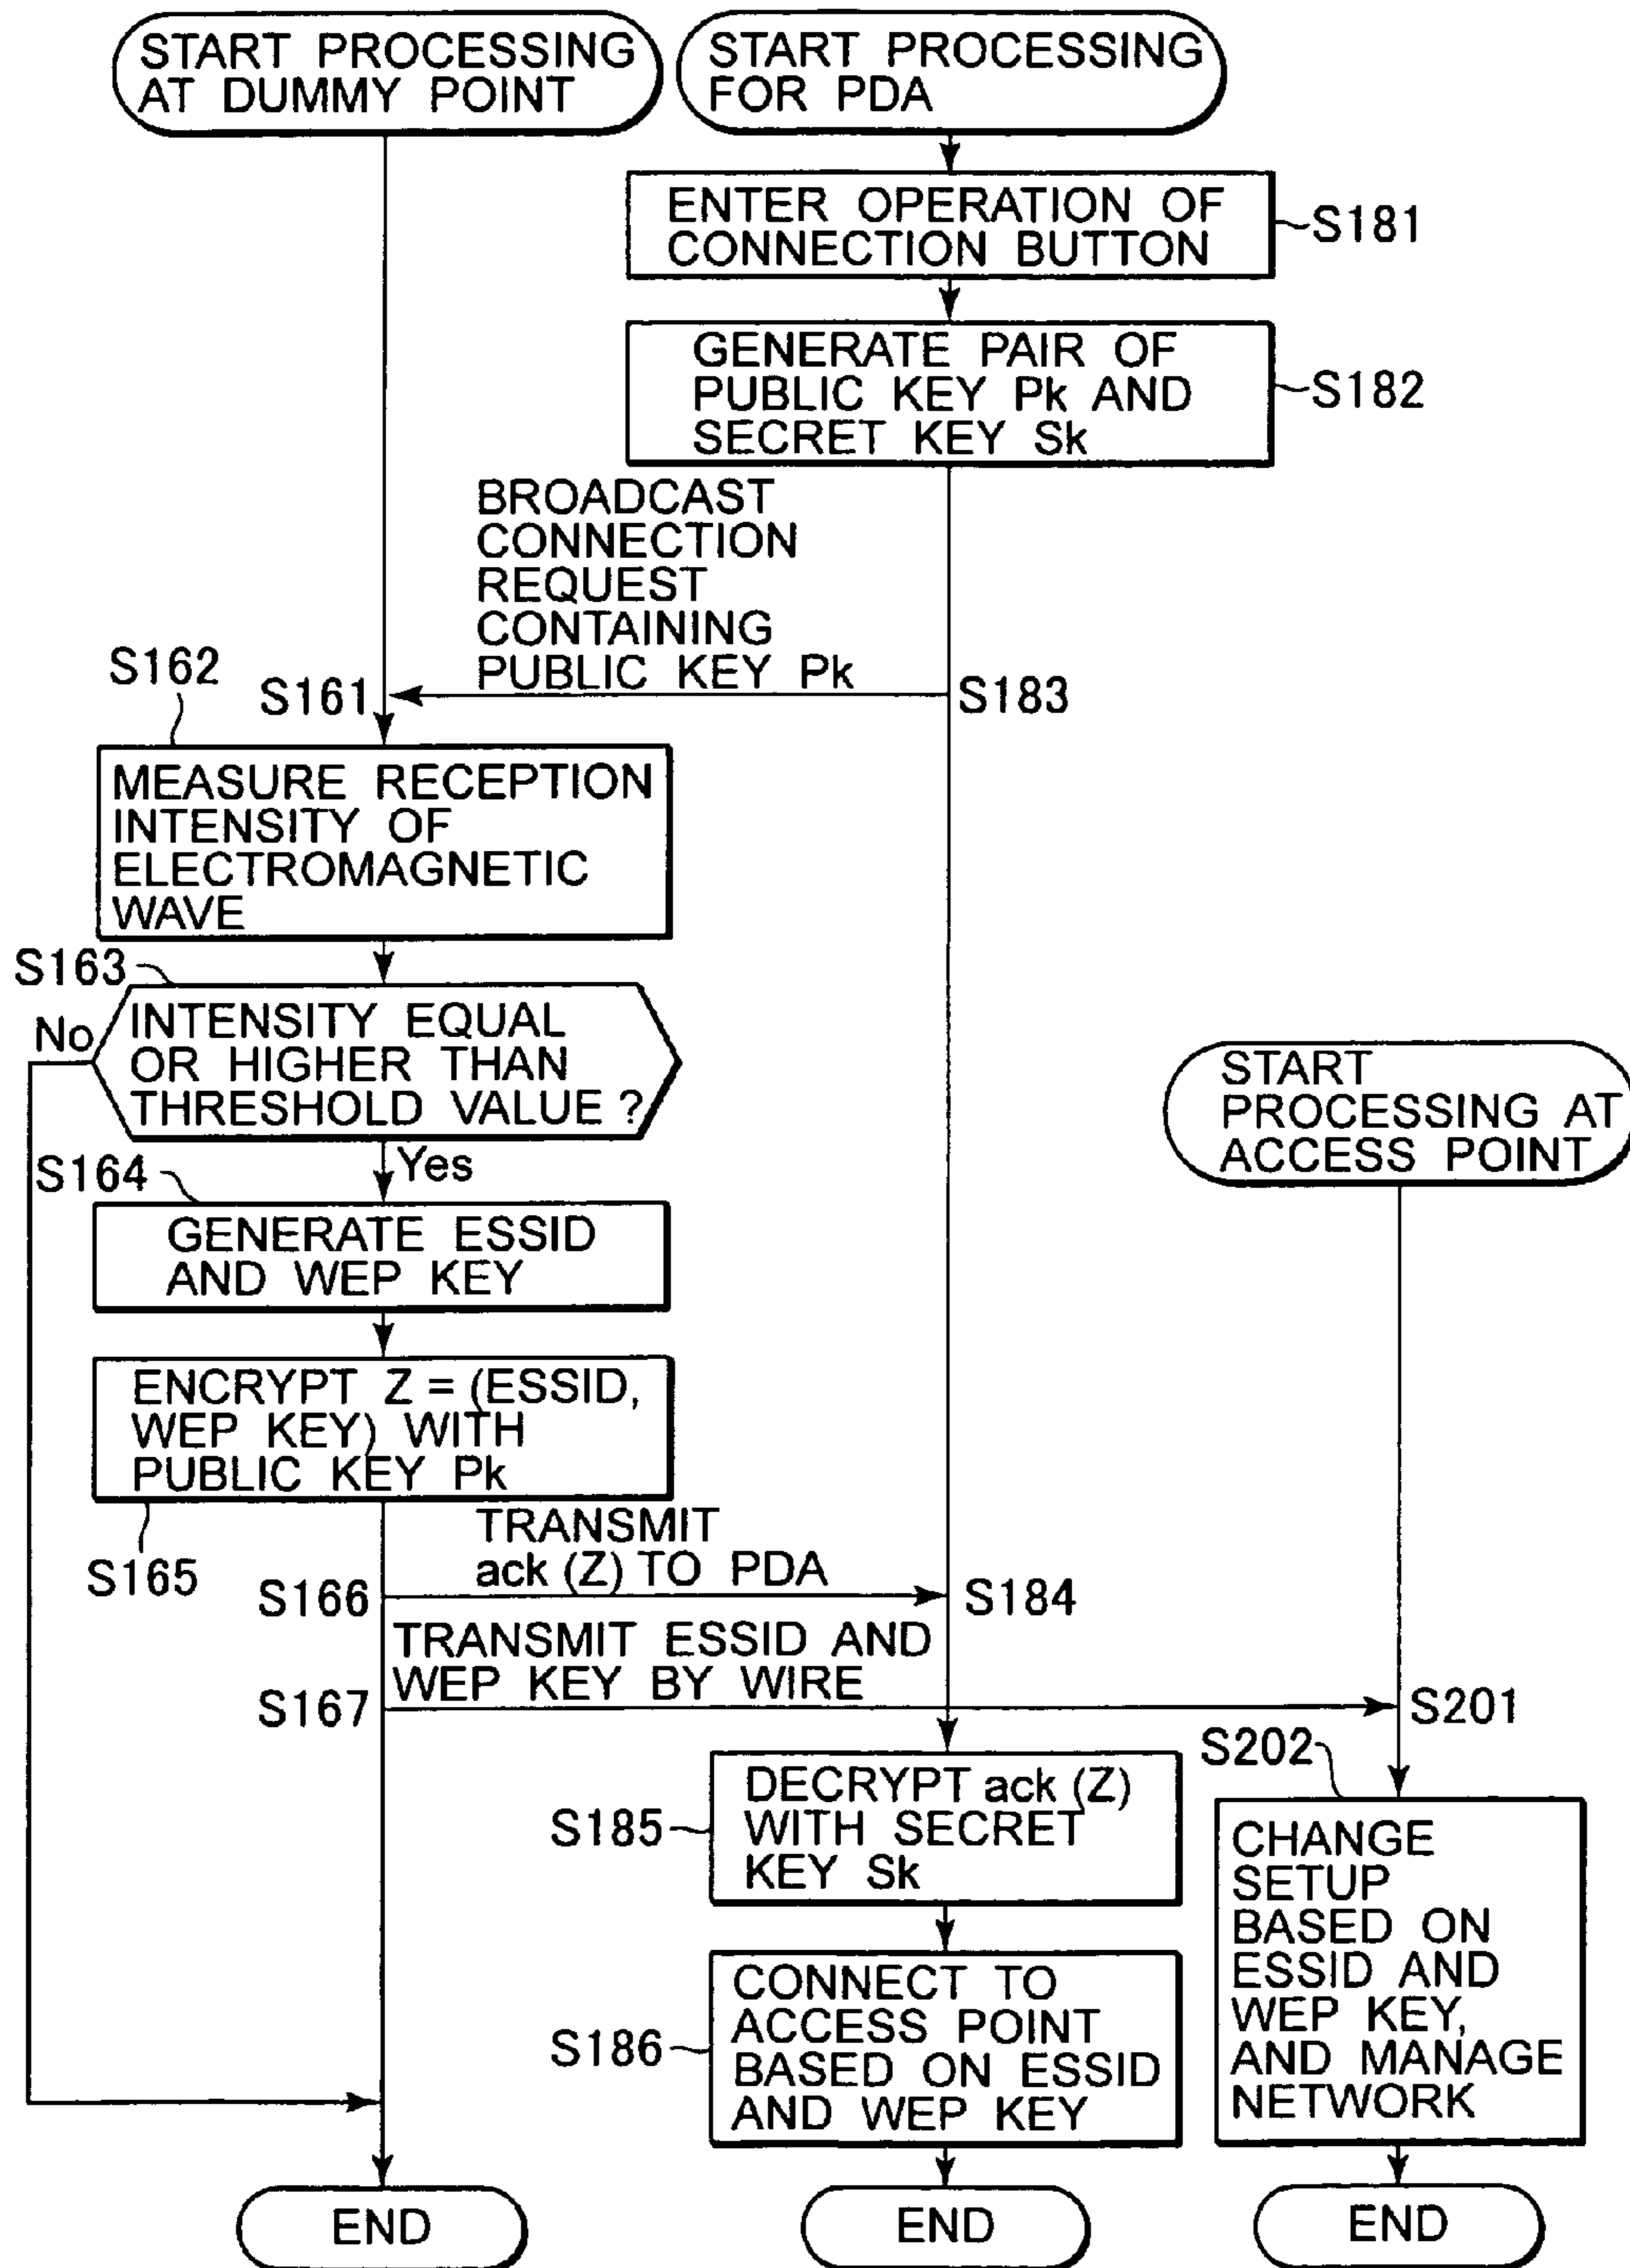 START PROCESSING
AT DUMMY POINT
START PROCESSING
FOR PDA
ENTER OPERATION OF
CONNECTION BUTTON
S181
GENERATE PAIR OF
PUBLIC KEY Pk AND
SECRET KEY Sk
S182
BROADCAST
CONNECTION
REQUEST
CONTAINING
PUBLIC KEY Pk
S162
S161
S183
MEASURE RECEPTION
INTENSITY OF
ELECTROMAGNETIC
WAVE
S163
No
INTENSITY EQUAL
OR HIGHER THAN
THRESHOLD VALUE ?
START
PROCESSING AT
ACCESS POINT
Yes
S164
GENERATE ESSID
AND WEP KEY
ENCRYPT Z = (ESSID,
WEP KEY) WITH
PUBLIC KEY Pk
S165
TRANSMIT
ack (Z) TO PDA
S166
S184
TRANSMIT ESSID AND
WEP KEY BY WIRE
S167
S201
S202
DECRYPT ack (Z)
WITH SECRET
KEY Sk
S185
CHANGE
SETUP
BASED ON
ESSID AND
WEP KEY,
AND MANAGE
NETWORK
CONNECT TO
ACCESS POINT
BASED ON ESSID
AND WEP KEY
S186
END
END
END